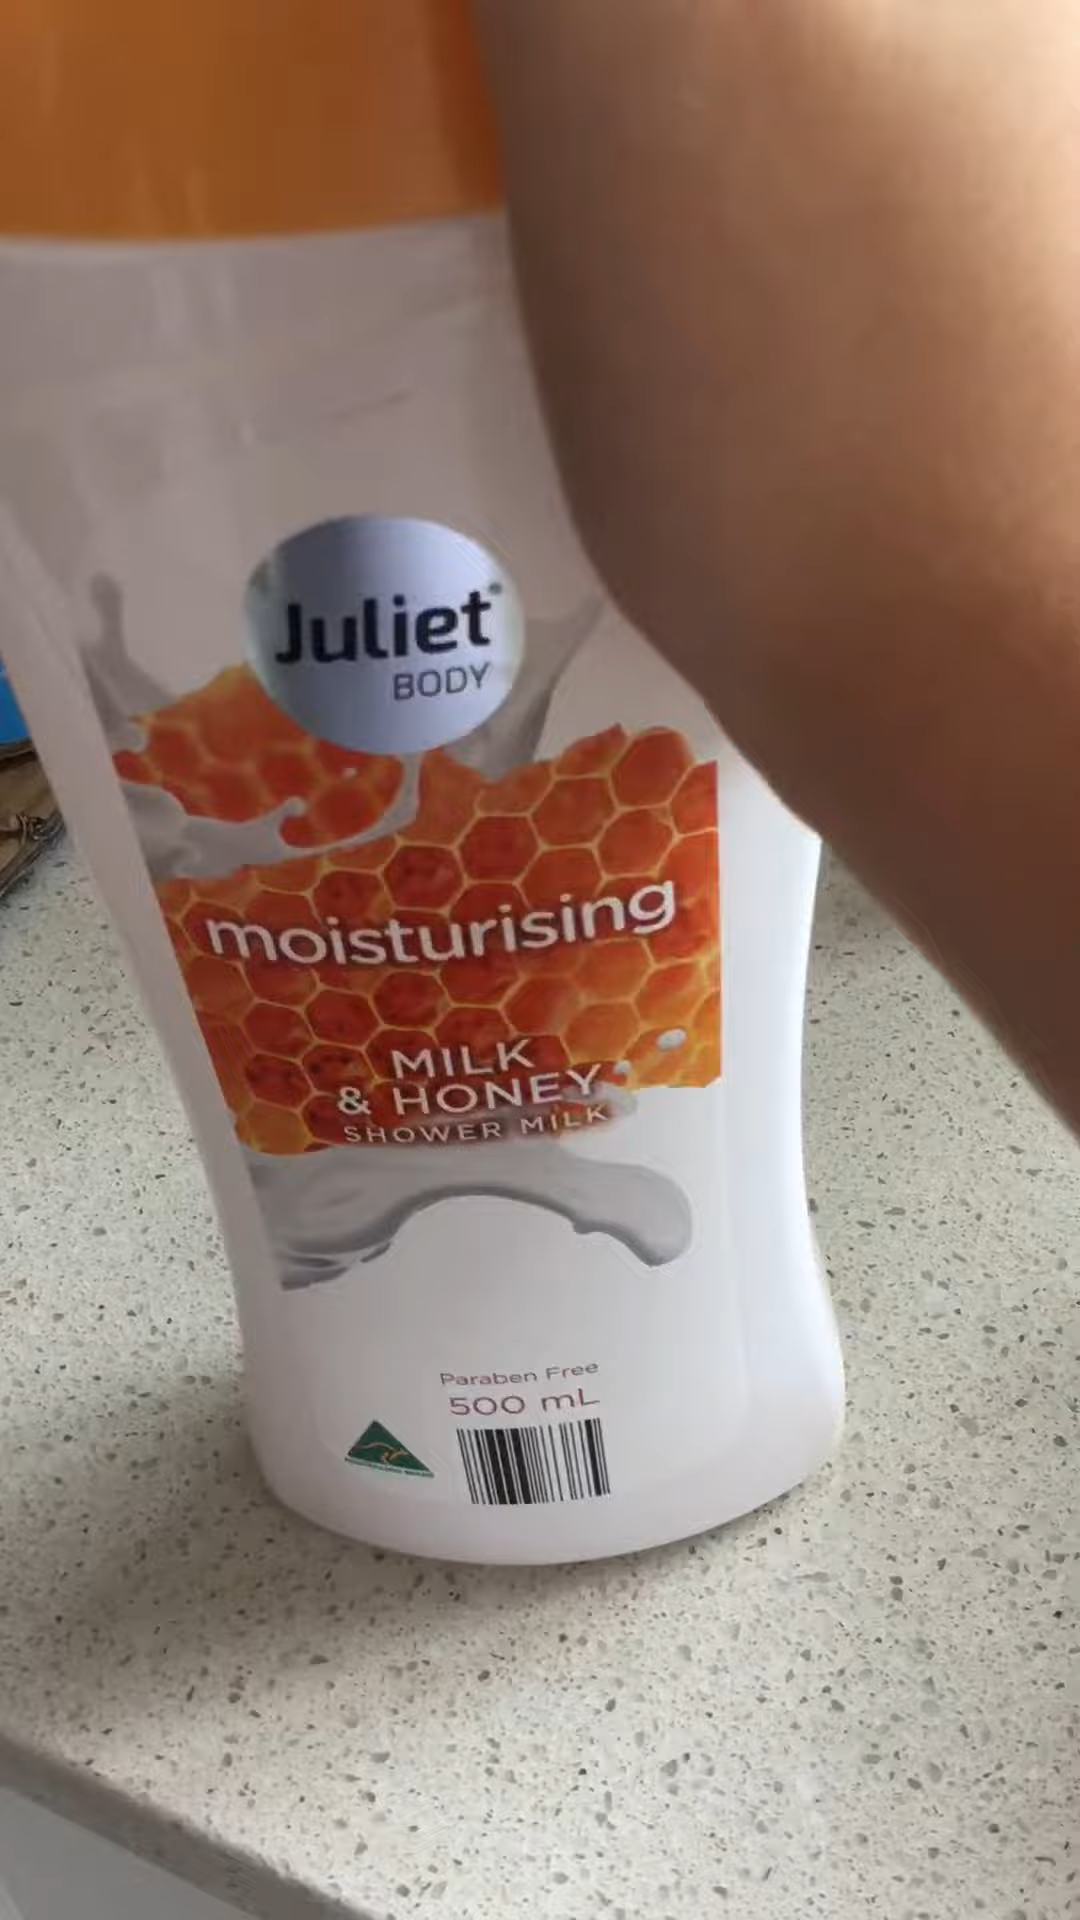 Juliet
BODY
moisturising
MILK
& HONEY
SHOWER MILK
Paraben Free
500 mL